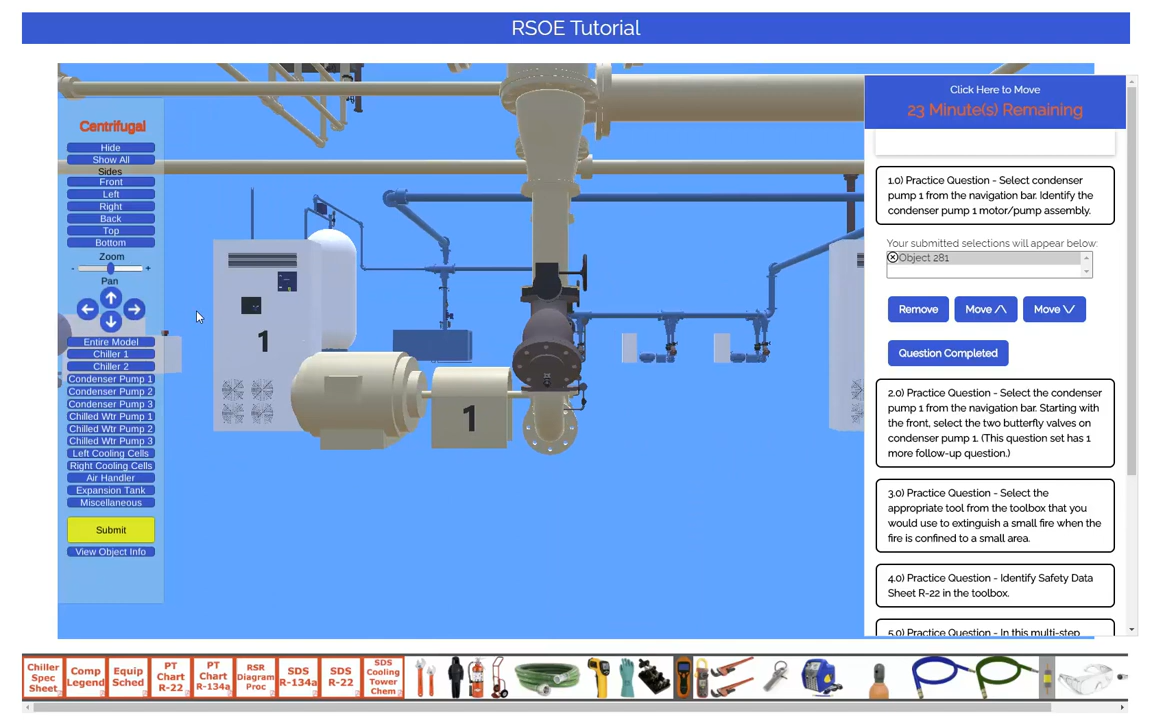 RSOE Tutorial
Centrifugal
Hide
Show All
Sides
Front
Left
Right
Back
Top
Bottom
Zoom
- +
Pan
Entire Model
Chiller 1
Chiller 2
Condenser Pump 1
Condenser Pump 2
Condenser Pump 3
Chilled Wtr Pump 1
Chilled Wtr Pump 2
Chilled Wtr Pump 3
Left Cooling Cells
Right Cooling Cells
Air Handler
Expansion Tank
Miscellaneous
Submit
View Object Info
1
1
Click Here to Move
23 Minute(s) Remaining
1.0) Practice Question - Select condenser
pump 1 from the navigation bar. Identify the
condenser pump 1 motor/pump assembly.
Your submitted selections will appear below:
Object 281
Remove
Move
Move
Question Completed
2.0) Practice Question - Select the condenser
pump 1 from the navigation bar. Starting with
the front, select the two butterfly valves on
condenser pump 1. (This question set has 1
more follow-up question.)
3.0) Practice Question - Select the
appropriate tool from the toolbox that you
would use to extinguish a small fire when the
fire is confined to a small area.
4.0) Practice Question - Identify Safety Data
Sheet R-22 in the toolbox.
5.0) Practice Question - In this multi-step
Chiller
Spec
Sheet
Comp
Legend
Equip
Sched
PT
Chart
R-22
PT
Chart
R-134a
RSR
Diagram
Proc
SDS
R-134a
SDS
R-22
SDS
Cooling
Tower
Chem